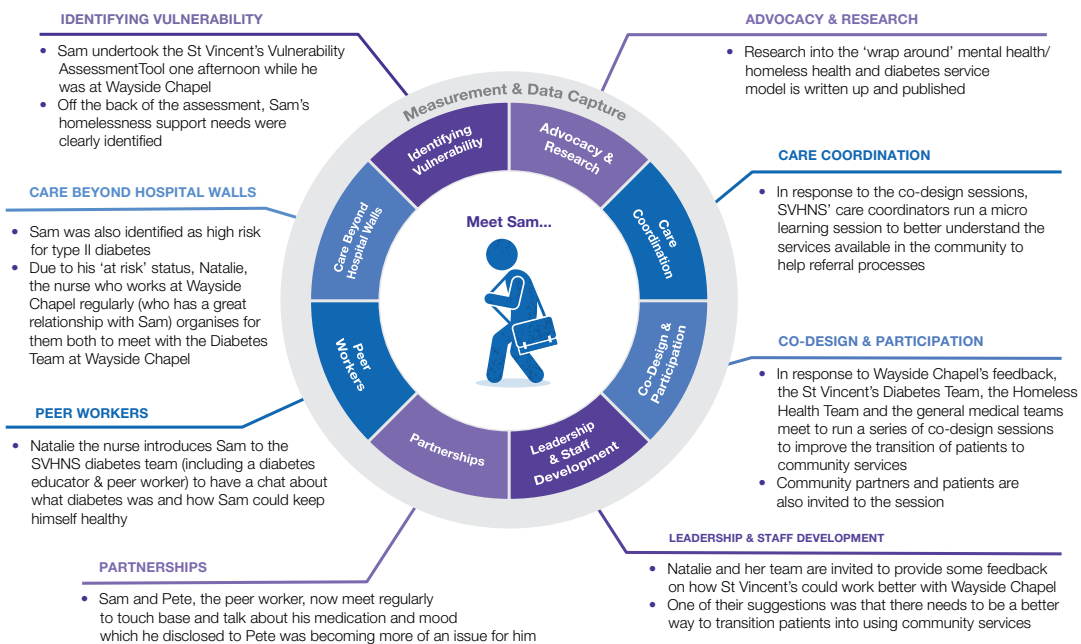 IDENTIFYING VULNERABILITY
• Sam undertook the St Vincent's Vulnerability
AssessmentTool one afternoon while he
was at Wayside Chapel
• Off the back of the assessment, Sam's
homelessness support needs were
clearly identified
CARE BEYOND HOSPITAL WALLS
• Sam was also identified as high risk
for type II diabetes
• Due to his 'at risk' status, Natalie,
the nurse who works at Wayside
Chapel regularly (who has a great
relationship with Sam) organises for
them both to meet with the Diabetes
Team at Wayside Chapel
PEER WORKERS
• Natalie the nurse introduces Sam to the
SVHNS diabetes team (including a diabetes
educator & peer worker) to have a chat about
what diabetes was and how Sam could keep
himself healthy
PARTNERSHIPS
• Sam and Pete, the peer worker, now meet regularly
to touch base and talk about his medication and mood
which he disclosed to Pete was becoming more of an issue for him
Measurement & Data Capture
Identifying
Vulnerability
Advocacy &
Research
Care
Coordination
Co-Design &
Participation
Leadership
& Staff
Development
Partnerships
Peer
Workers
Care Beyond
Hospital Walls
Meet Sam...
ADVOCACY & RESEARCH
• Research into the 'wrap around' mental health/
homeless health and diabetes service
model is written up and published
CARE COORDINATION
• In response to the co-design sessions,
SVHNS' care coordinators run a micro
learning session to better understand the
services available in the community to
help referral processes
CO-DESIGN & PARTICIPATION
• In response to Wayside Chapel's feedback,
the St Vincent's Diabetes Team, the Homeless
Health Team and the general medical teams
meet to run a series of co-design sessions
to improve the transition of patients to
community services
• Community partners and patients are
also invited to the session
LEADERSHIP & STAFF DEVELOPMENT
• Natalie and her team are invited to provide some feedback
on how St Vincent's could work better with Wayside Chapel
• One of their suggestions was that there needs to be a better
way to transition patients into using community services